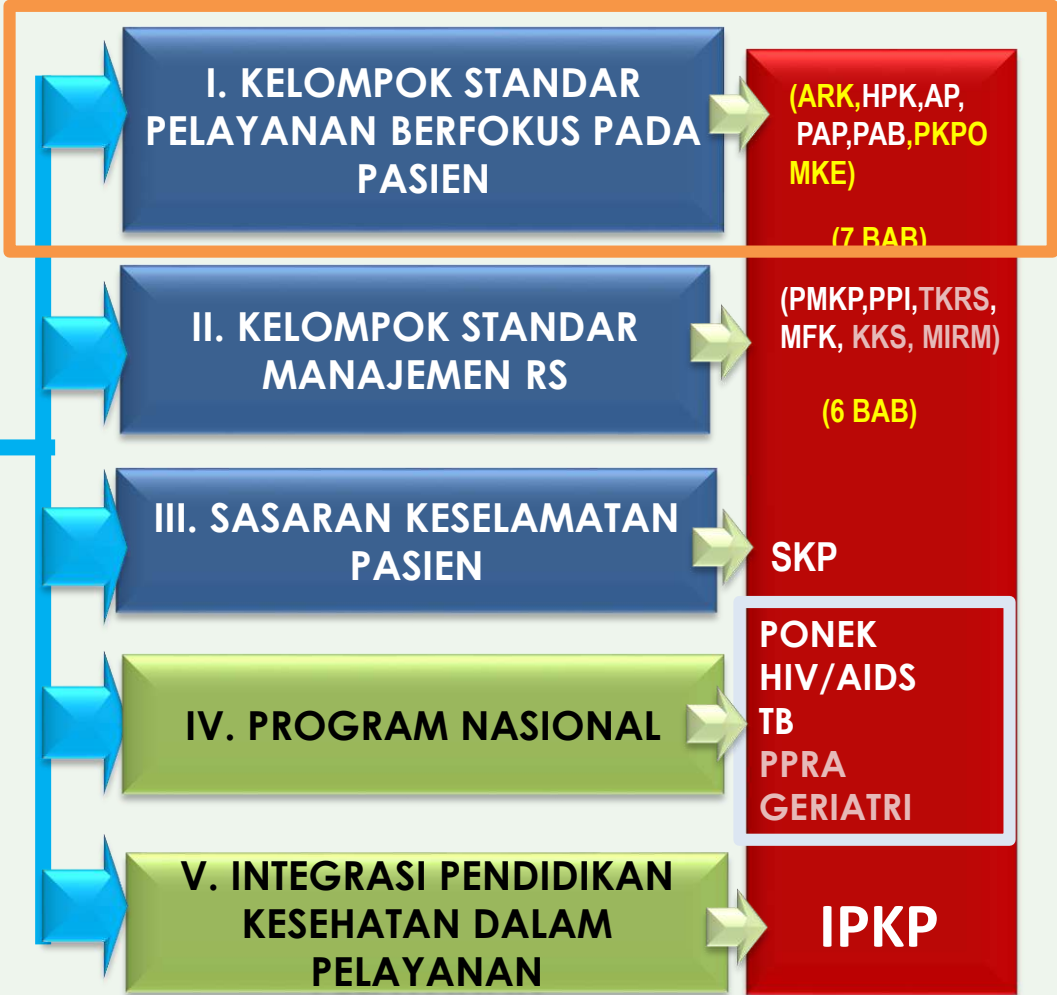 I. KELOMPOK STANDAR
PELAYANAN BERFOKUS PADA
PASIEN
(ARK,HPK,AP,
PAP,PAB,PKPO
MKE)
(7 BAB)
II. KELOMPOK STANDAR
MANAJEMEN RS
(PMKP,PPI,TKRS,
MFK, KKS, MIRM)
(6 BAB)
III. SASARAN KESELAMATAN
PASIEN
SKP
IV. PROGRAM NASIONAL
PONEK
HIV/AIDS
TB
PPRA
GERIATRI
V. INTEGRASI PENDIDIKAN
KESEHATAN DALAM
PELAYANAN
IPKP